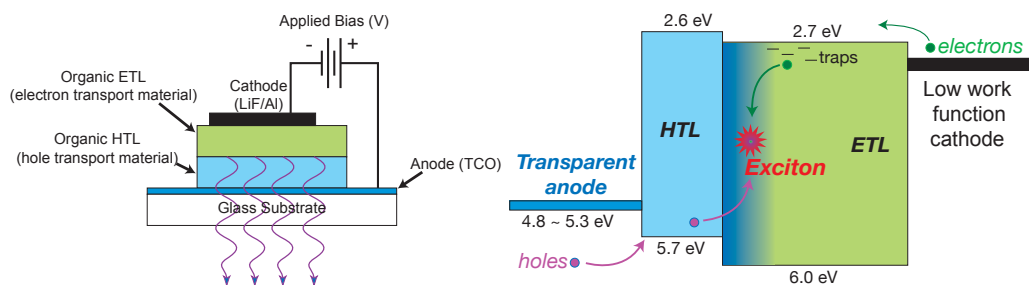 Applied Bias (V)
- +
Organic ETL
(electron transport material)
Cathode
(LiF/Al)
Organic HTL
(hole transport material)
Anode (TCO)
Glass Substrate
2.6 eV
2.7 eV
electrons
traps
Low work
function
cathode
HTL
ETL
Exciton
Transparent
anode
4.8 ~ 5.3 eV
5.7 eV
holes
6.0 eV